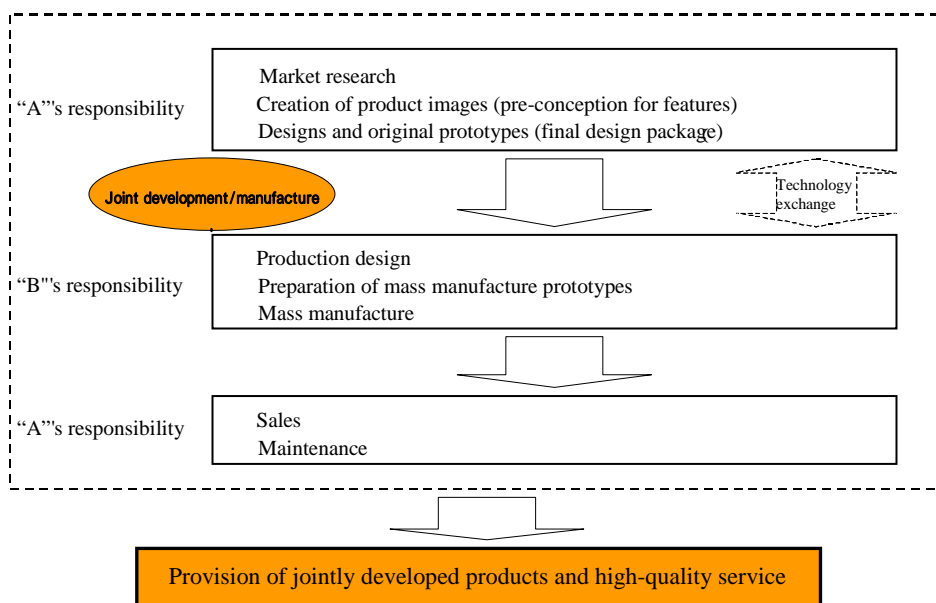 Market research
"A"'s responsibility
Creation of product images (pre-conception for features)
Designs and original prototypes (final design package)
Joint development/manufacture
Technology
exchange
Production design
"B"'s responsibility
Preparation of mass manufacture prototypes
Mass manufacture
"A"'s responsibility
Sales
Maintenance
Provision of jointly developed products and high-quality service